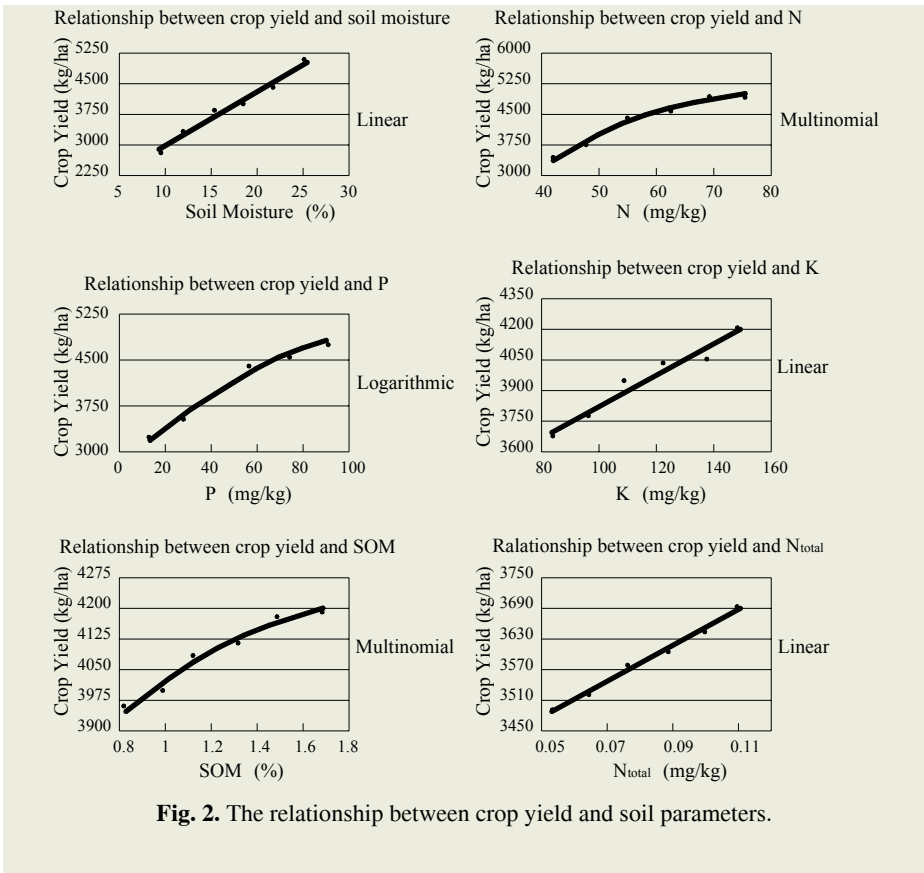 Relationship between crop yield and soil moisture
Crop Yield (kg/ha)
5250
4500
3750
3000
2250
5 10 15 20 25 30
Soil Moisture (%)
Linear
Relationship between crop yield and N
Crop Yield (kg/ha)
6000
5250
4500
3750
3000
40 50 60 70 80
N (mg/kg)
Multinomial
Relationship between crop yield and P
Crop Yield (kg/ha)
5250
4500
3750
3000
0 20 40 60 80 100
P (mg/kg)
Logarithmic
Relationship between crop yield and K
Crop Yield (kg/ha)
4350
4200
4050
3900
3750
3600
80 100 120 140 160
K (mg/kg)
Linear
Relationship between crop yield and SOM
Crop Yield (kg/ha)
4275
4200
4125
4050
3975
3900
0.8 1 1.2 1.4 1.6 1.8
SOM (%)
Multinomial
Ralationship between crop yield and Ntotal
Crop Yield (kg/ha)
3750
3690
3630
3570
3510
3450
0.05 0.07 0.09 0.11
Ntotal (mg/kg)
Linear
Fig. 2. The relationship between crop yield and soil parameters.